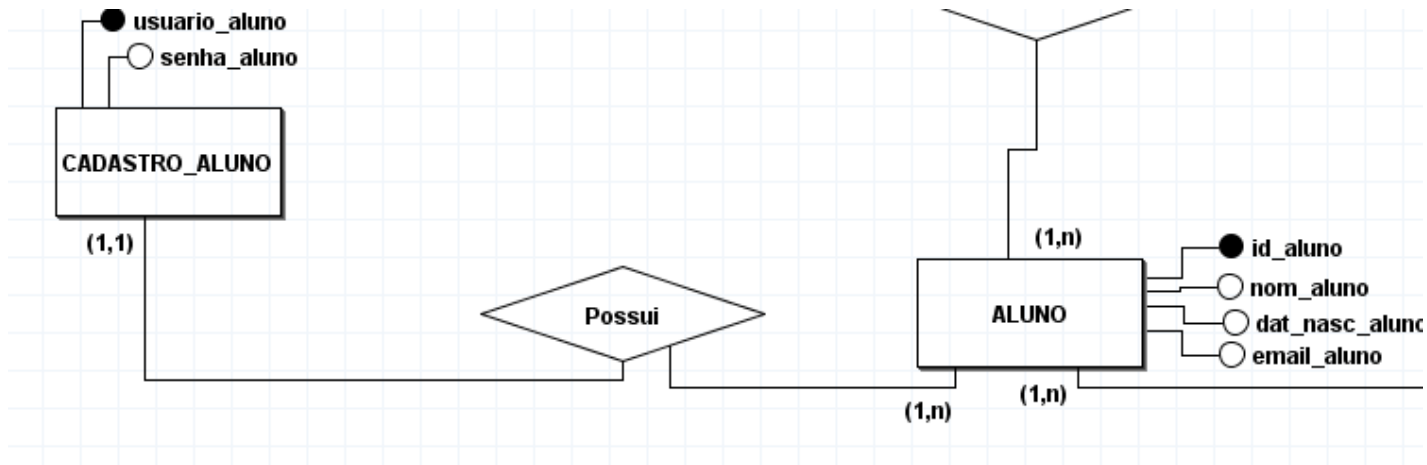 usuario_aluno
senha_aluno
CADASTRO_ALUNO
(1,1)
Possui
(1,n)
ALUNO
id_aluno
nom_aluno
dat_nasc_aluno
email_aluno
(1,n)
(1,n)